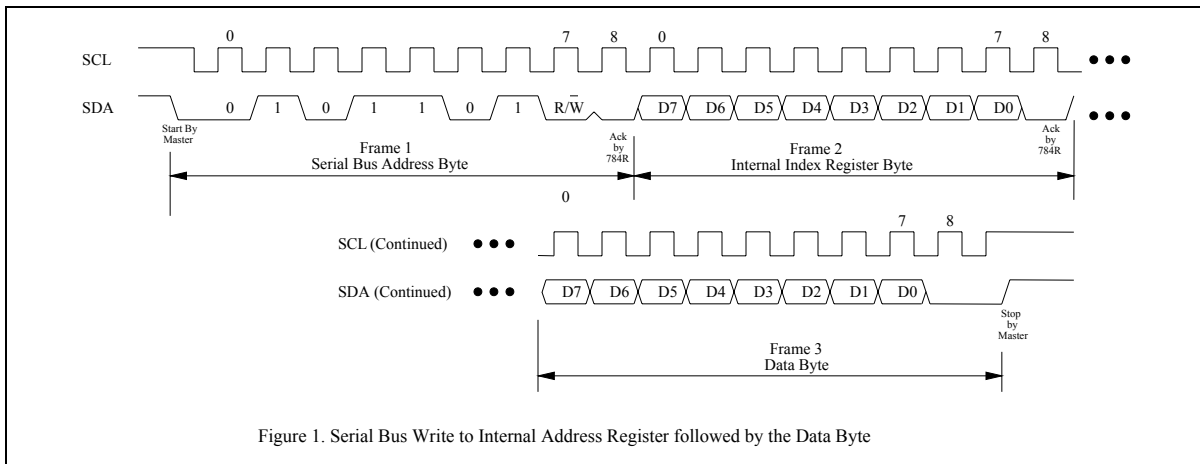 0 7 8 0 7 8
SCL
SDA
0 1 0 1 1 0 1 R/W̅ D7 D6 D5 D4 D3 D2 D1 D0
Start By
Master
Ack
by
784R
Ack
by
784R
Frame 1
Serial Bus Address Byte
Frame 2
Internal Index Register Byte
0
7 8
SCL (Continued)
SDA (Continued)
D7 D6 D5 D4 D3 D2 D1 D0
Stop
by
Master
Frame 3
Data Byte
Figure 1. Serial Bus Write to Internal Address Register followed by the Data Byte